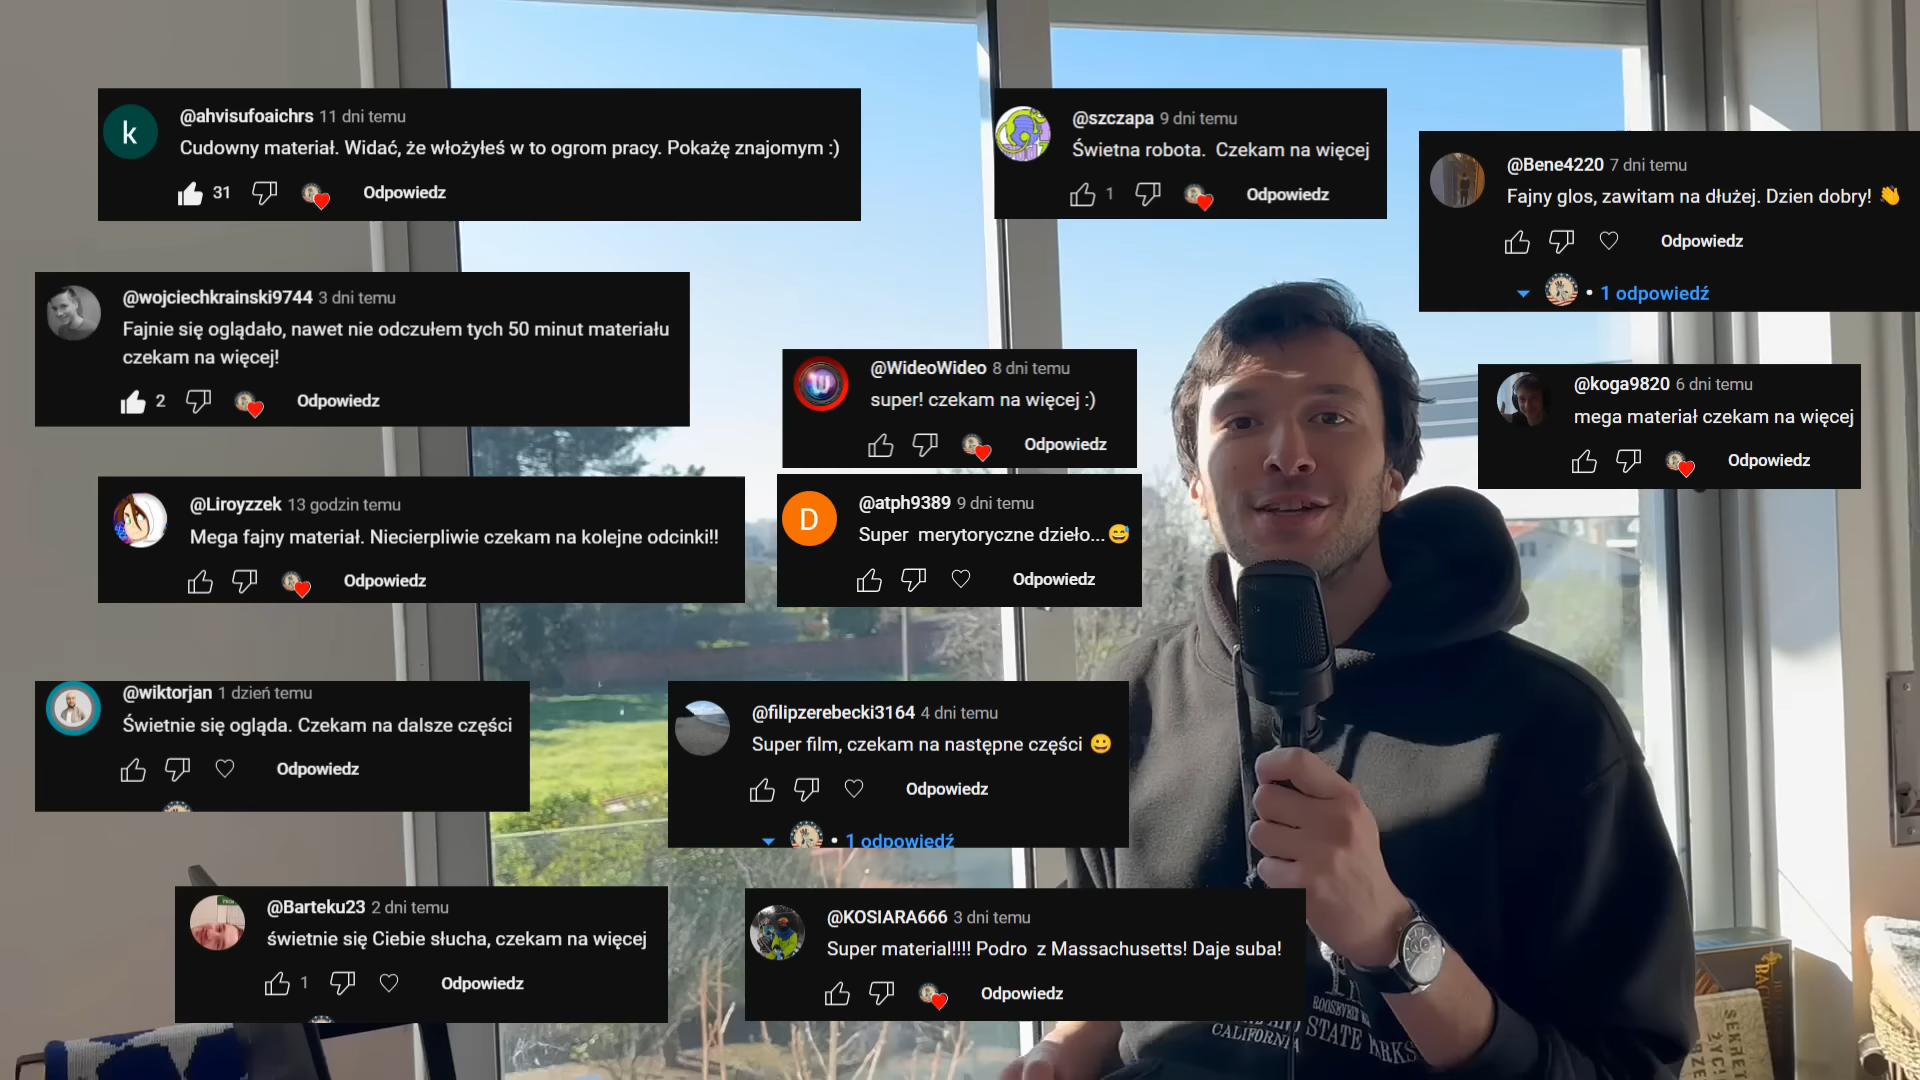 @ahvisufoaichrs 11 dni temu
Cudowny materiał. Widać, że włożyłeś w to ogrom pracy. Pokażę znajomym :)
31 Odpowiedz
@szczapa 9 dni temu
Świetna robota. Czekam na więcej
1 Odpowiedz
@Bene4220 7 dni temu
Fajny glos, zawitam na dłużej. Dzien dobry! 👋
Odpowiedz
• 1 odpowiedź
@wojciechkrainski9744 3 dni temu
Fajnie się oglądało, nawet nie odczułem tych 50 minut materiału
czekam na więcej!
2 Odpowiedz
@WideoWideo 8 dni temu
super! czekam na więcej :)
Odpowiedz
@koga9820 6 dni temu
mega materiał czekam na więcej
Odpowiedz
@Liroyzzek 13 godzin temu
Mega fajny materiał. Niecierpliwie czekam na kolejne odcinki!!
Odpowiedz
@atph9389 9 dni temu
Super merytoryczne dzieło...😅
Odpowiedz
@wiktorjan 1 dzień temu
Świetnie się ogląda. Czekam na dalsze części
Odpowiedz
@filipzerebecki3164 4 dni temu
Super film, czekam na następne części 😀
Odpowiedz
• 1 odpowiedź
@Barteku23 2 dni temu
świetnie się Ciebie słucha, czekam na więcej
1 Odpowiedz
@KOSIARA666 3 dni temu
Super material!!!! Podro z Massachusetts! Daje suba!
Odpowiedz
k
D
STATE
CALIFORNIA